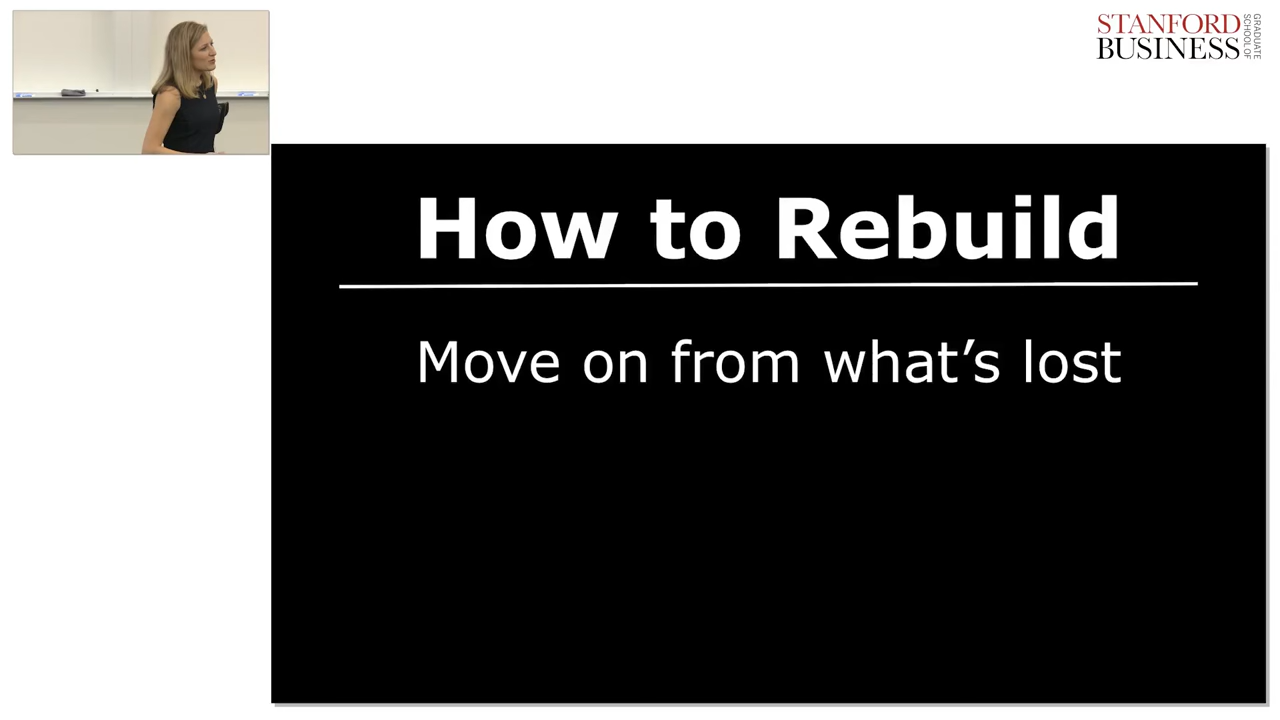 STANFORD
BUSINESS
GRADUATE
SCHOOL OF
How to Rebuild
Move on from what’s lost